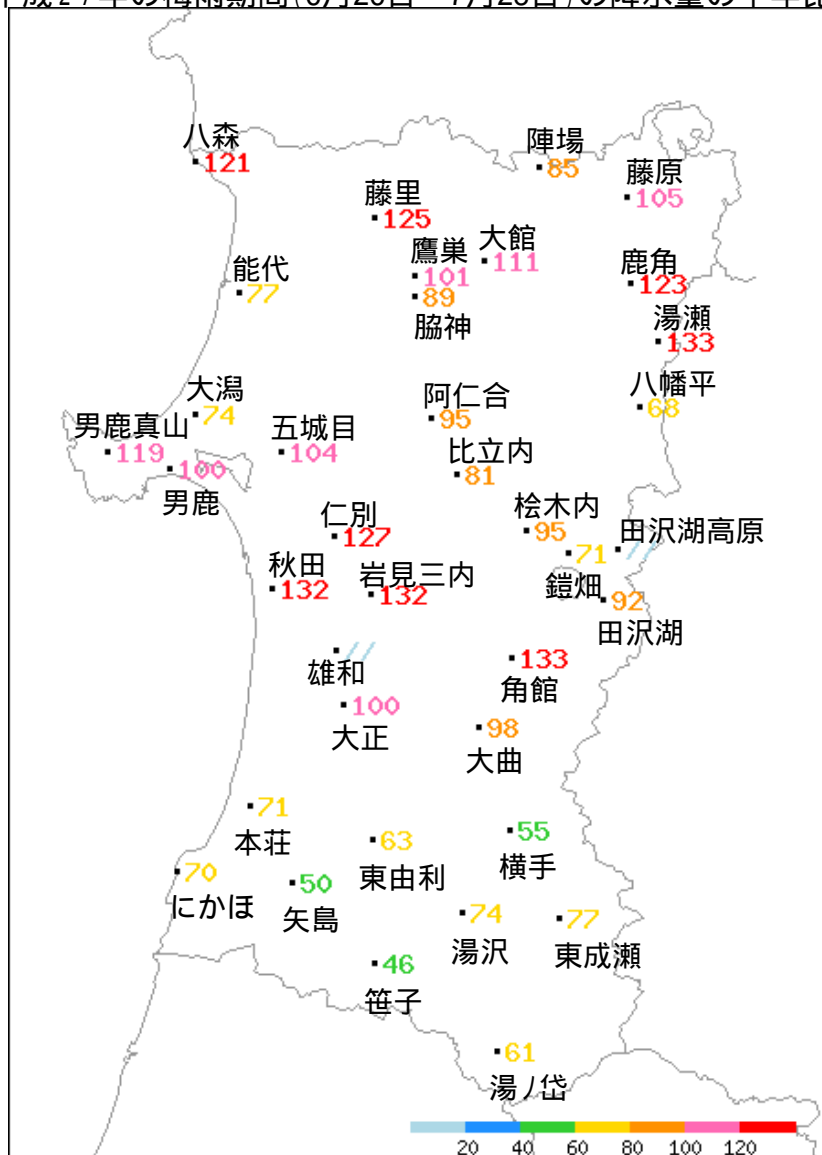 八森
121
陣場
85
藤原
105
藤里
125
大館
111
鷹巣
101
89
脇神
能代
77
鹿角
123
湯瀬
133
八幡平
68
大潟
74
阿仁合
95
男鹿真山
119
五城目
104
100
男鹿
比立内
81
仁別
127
桧木内
95
田沢湖高原
//
71
鎧畑
秋田
132
岩見三内
132
92
田沢湖
//
雄和
133
角館
100
大正
98
大曲
71
本荘
63
東由利
55
横手
70
にかほ
50
矢島
74
湯沢
77
東成瀬
46
笹子
61
湯ノ岱
20 40 60 80 100 120